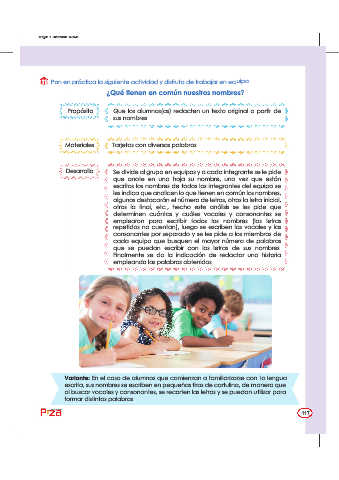 Pon en práctica la siguiente actividad y disfruta de trabajar en equipo
¿Qué tienen en común nuestros nombres?
Propósito
Que los alumnos(as) redacten un texto original a partir de
sus nombres
Materiales
Tarjetas con diversas palabras
Desarrollo
Se divide al grupo en equipos y a cada integrante se le pide
que anote en una hoja su nombre, una vez que estén
escritos los nombres de todos los integrantes del equipo se
les indica que analicen lo que tienen en común los nombres,
algunos destacarán el número de letras, otros la letra inicial,
otros la final, etc., hecho este análisis se les pide que
determinen cuántas y cuáles vocales y consonantes se
emplearon para escribir todos los nombres (las letras
repetidas no cuentan), luego se escriben las vocales y las
consonantes por separado y se les pide a los miembros de
cada equipo que busquen el mayor número de palabras
que se puedan escribir con las letras de sus nombres.
Finalmente se da la indicación de redactar una historia
empleando las palabras obtenidas
Variante: En el caso de alumnos que comienzan a familiarizarse con la lengua
escrita, sus nombres se escriben en pequeñas tiras de cartulina, de manera que
al buscar vocales y consonantes, se recorten las letras y se puedan utilizar para
formar distintas palabras
117